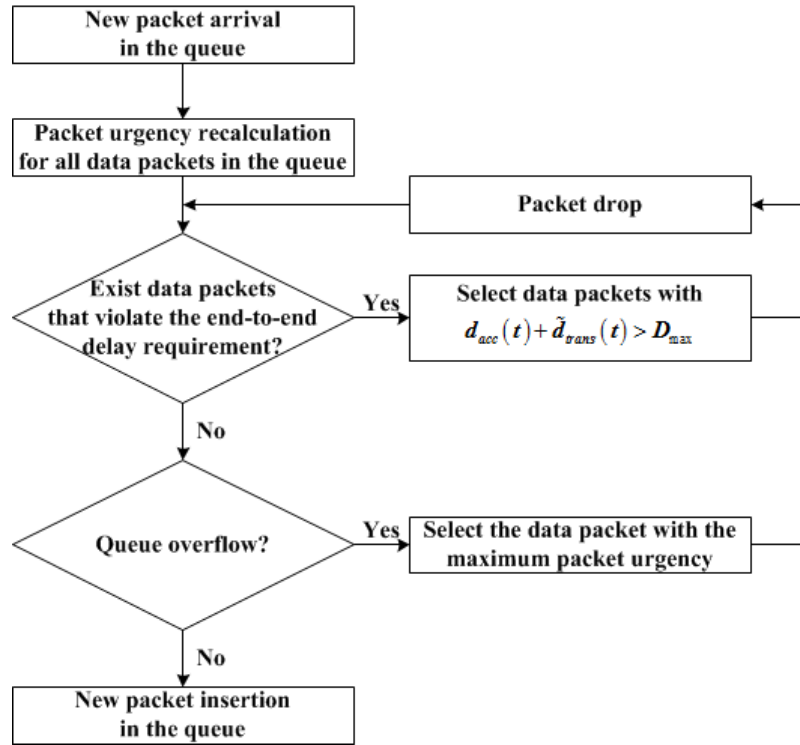 New packet arrival
in the queue
Packet urgency recalculation
for all data packets in the queue
Packet drop
Exist data packets
that violate the end-to-end
delay requirement?
Yes
Select data packets with
d_acc(t) + d̃_trans(t) > D_max
No
Queue overflow?
Yes
Select the data packet with the
maximum packet urgency
No
New packet insertion
in the queue